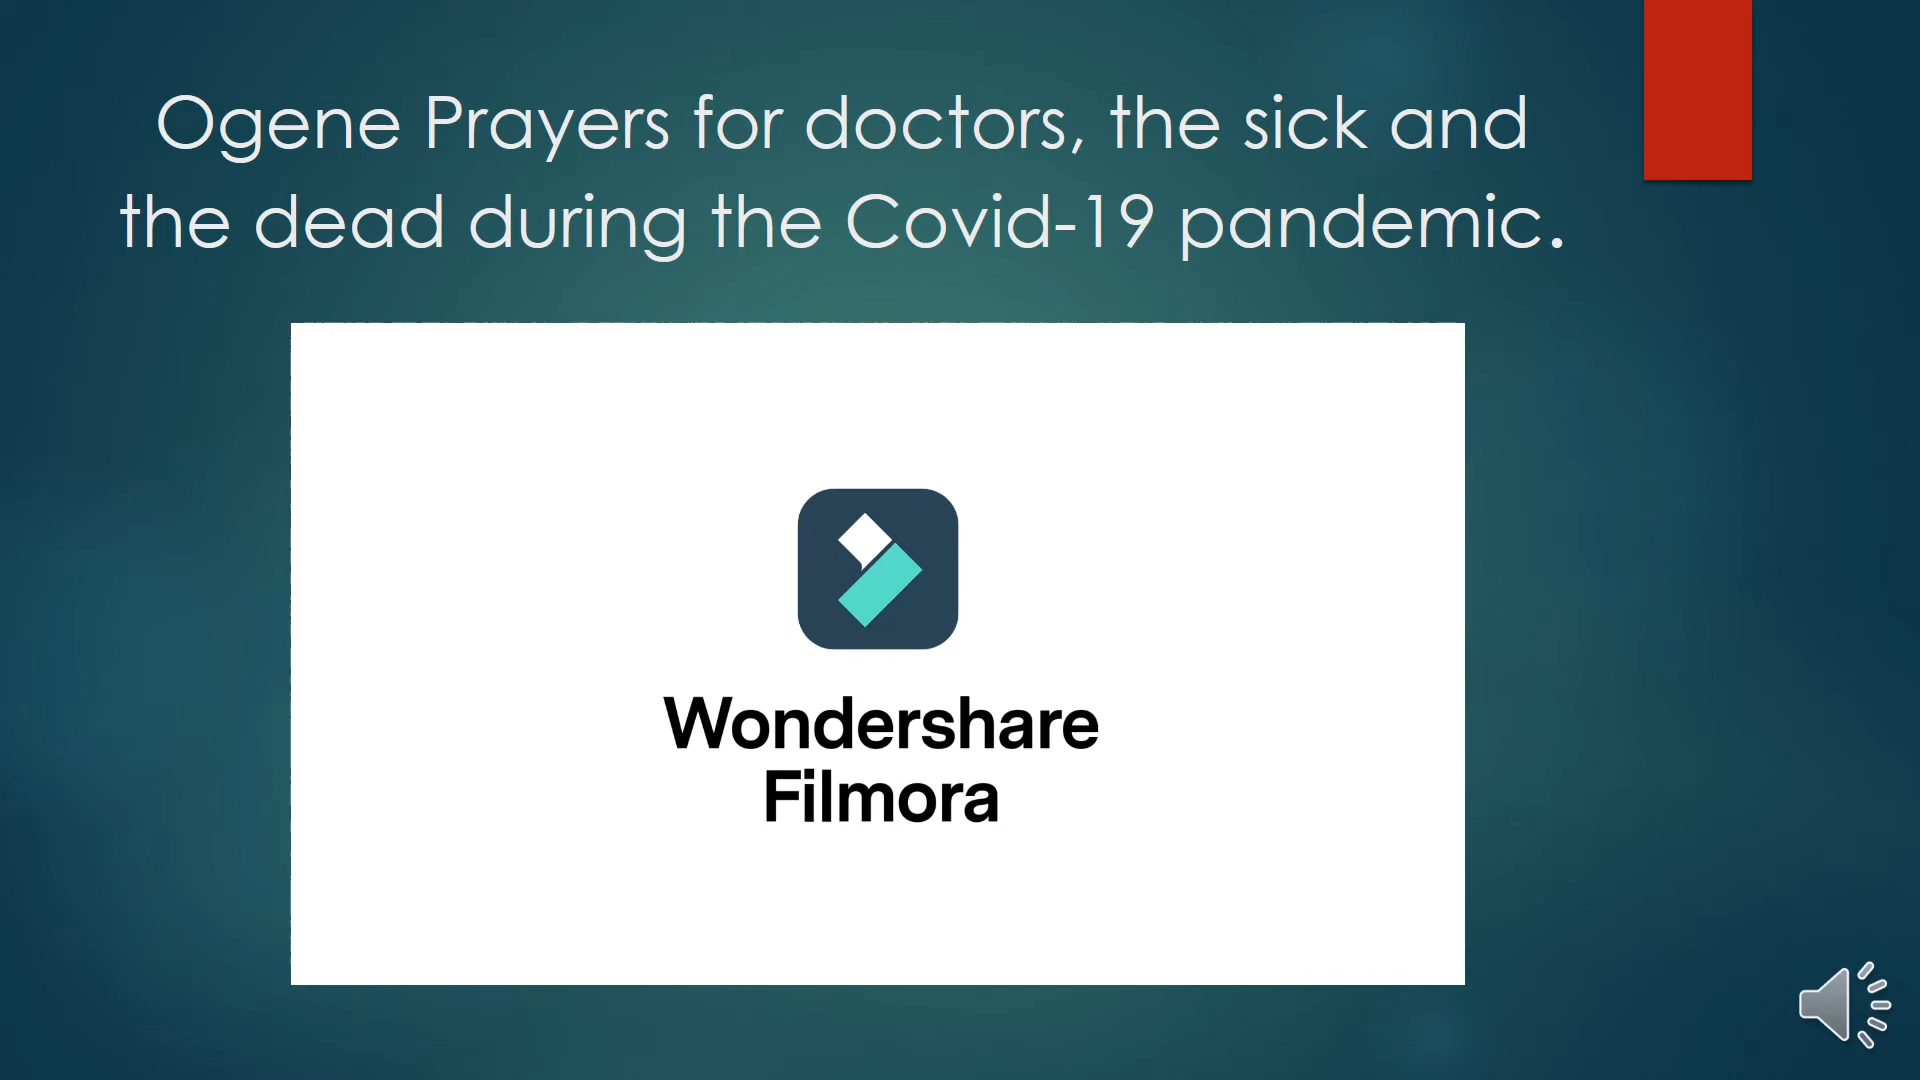 Ogene Prayers for doctors, the sick and
the dead during the Covid-19 pandemic.
Wondershare
Filmora